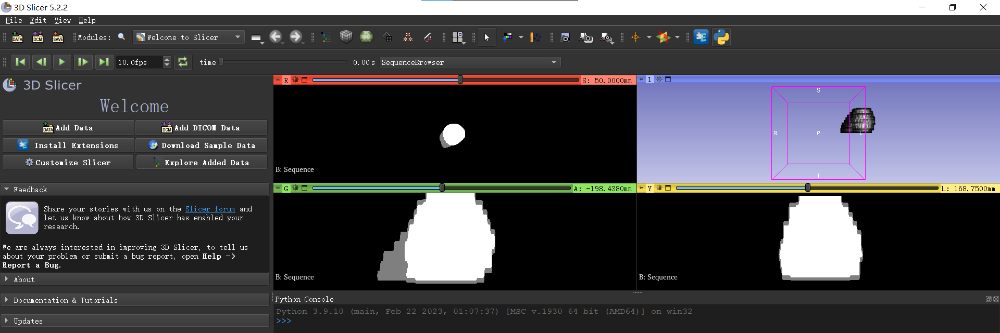 3D Slicer 5.2.2
File Edit View Help
DATA DCM SAVE Modules: Welcome to Slicer
10.0fps time 0.00s SequenceBrowser
3D Slicer
Welcome
DATA Add Data DCM Add DICOM Data
Install Extensions Download Sample Data
Customize Slicer Explore Added Data
Feedback
Share your stories with us on the Slicer forum and
let us know about how 3D Slicer has enabled your
research.
We are always interested in improving 3D Slicer, to tell us
about your problem or submit a bug report, open Help ->
Report a Bug.
About
Documentation & Tutorials
Updates
R S: 50.0000mm
B: Sequence
1
S
R P L
I
G A: -198.4380mm
B: Sequence
Y L: 168.7500mm
B: Sequence
Python Console
Python 3.9.10 (main, Feb 22 2023, 01:07:37) [MSC v.1930 64 bit (AMD64)] on win32
>>>